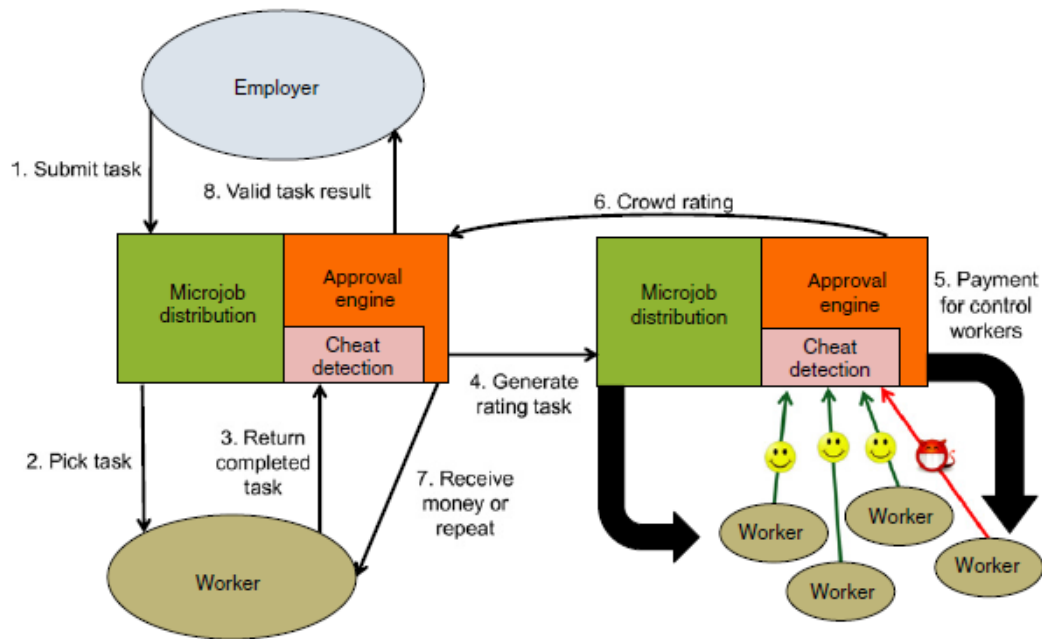 Employer
1. Submit task
8. Valid task result
6. Crowd rating
Microjob
distribution
Approval
engine
Cheat
detection
Microjob
distribution
Approval
engine
Cheat
detection
5. Payment
for control
workers
4. Generate
rating task
2. Pick task
3. Return
completed
task
7. Receive
money or
repeat
Worker
Worker
Worker
Worker
Worker